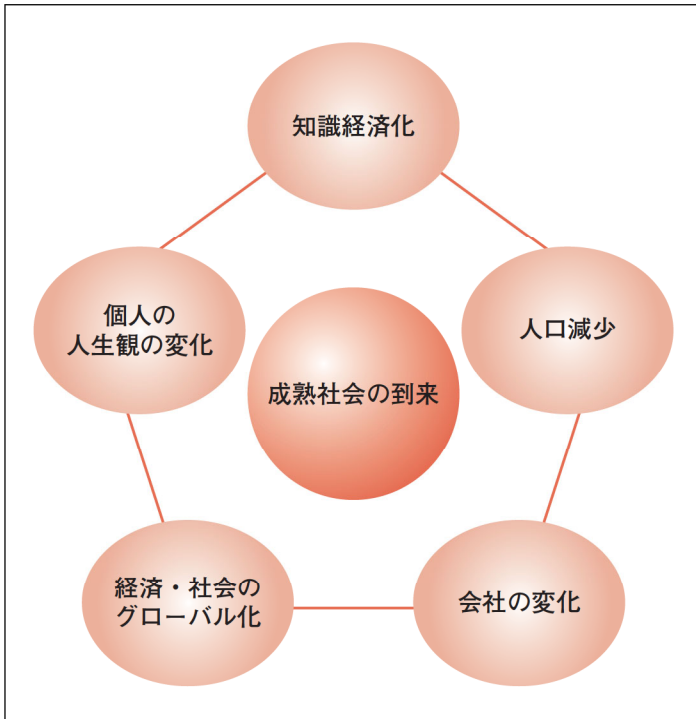 知識経済化
個人の
人生観の変化
人口減少
成熟社会の到来
経済・社会の
グローバル化
会社の変化